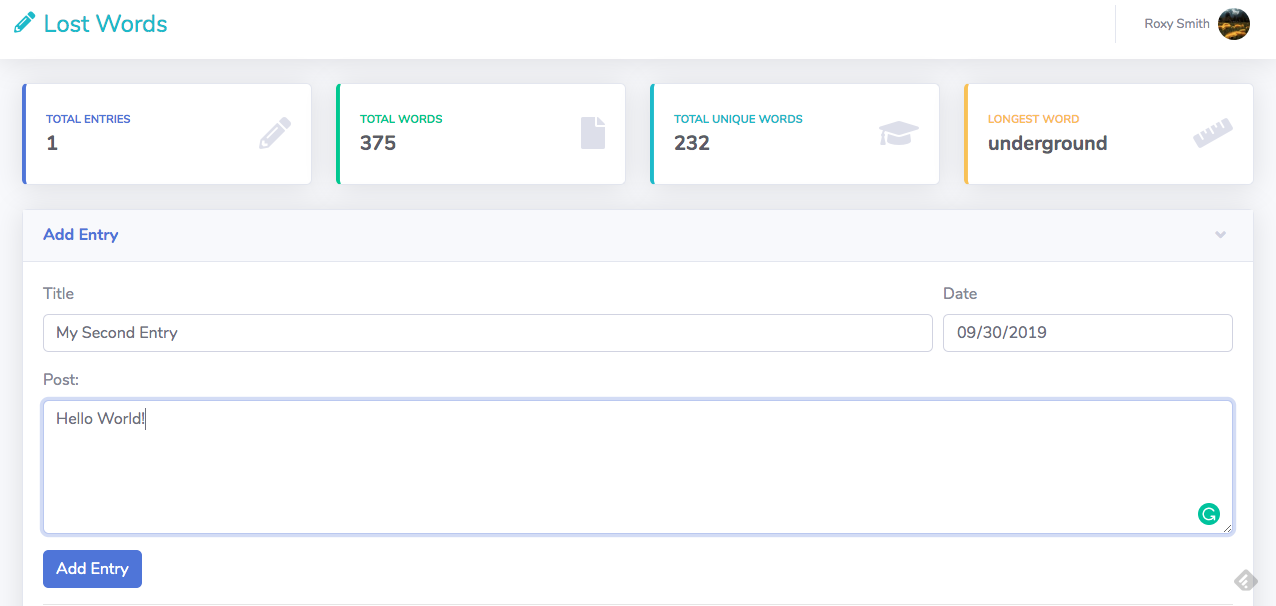 Lost Words
Roxy Smith
TOTAL ENTRIES
1
TOTAL WORDS
375
TOTAL UNIQUE WORDS
232
LONGEST WORD
underground
Add Entry
Title
Date
My Second Entry
09/30/2019
Post:
Hello World!
Add Entry